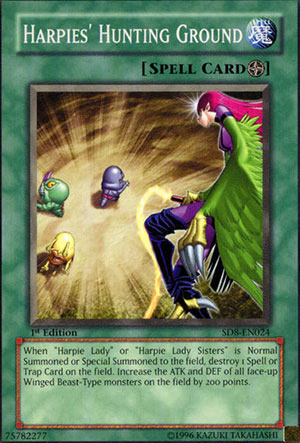 HARPIES' HUNTING GROUND
魔
[SPELL CARD]
1st Edition
SD8-EN024
When "Harpie Lady" or "Harpie Lady Sisters" is Normal
Summoned or Special Summoned to the field, destroy 1 Spell or
Trap Card on the field. Increase the ATK and DEF of all face-up
Winged Beast-Type monsters on the field by 200 points.
75782277
©1996 KAZUKI TAKAHASHI